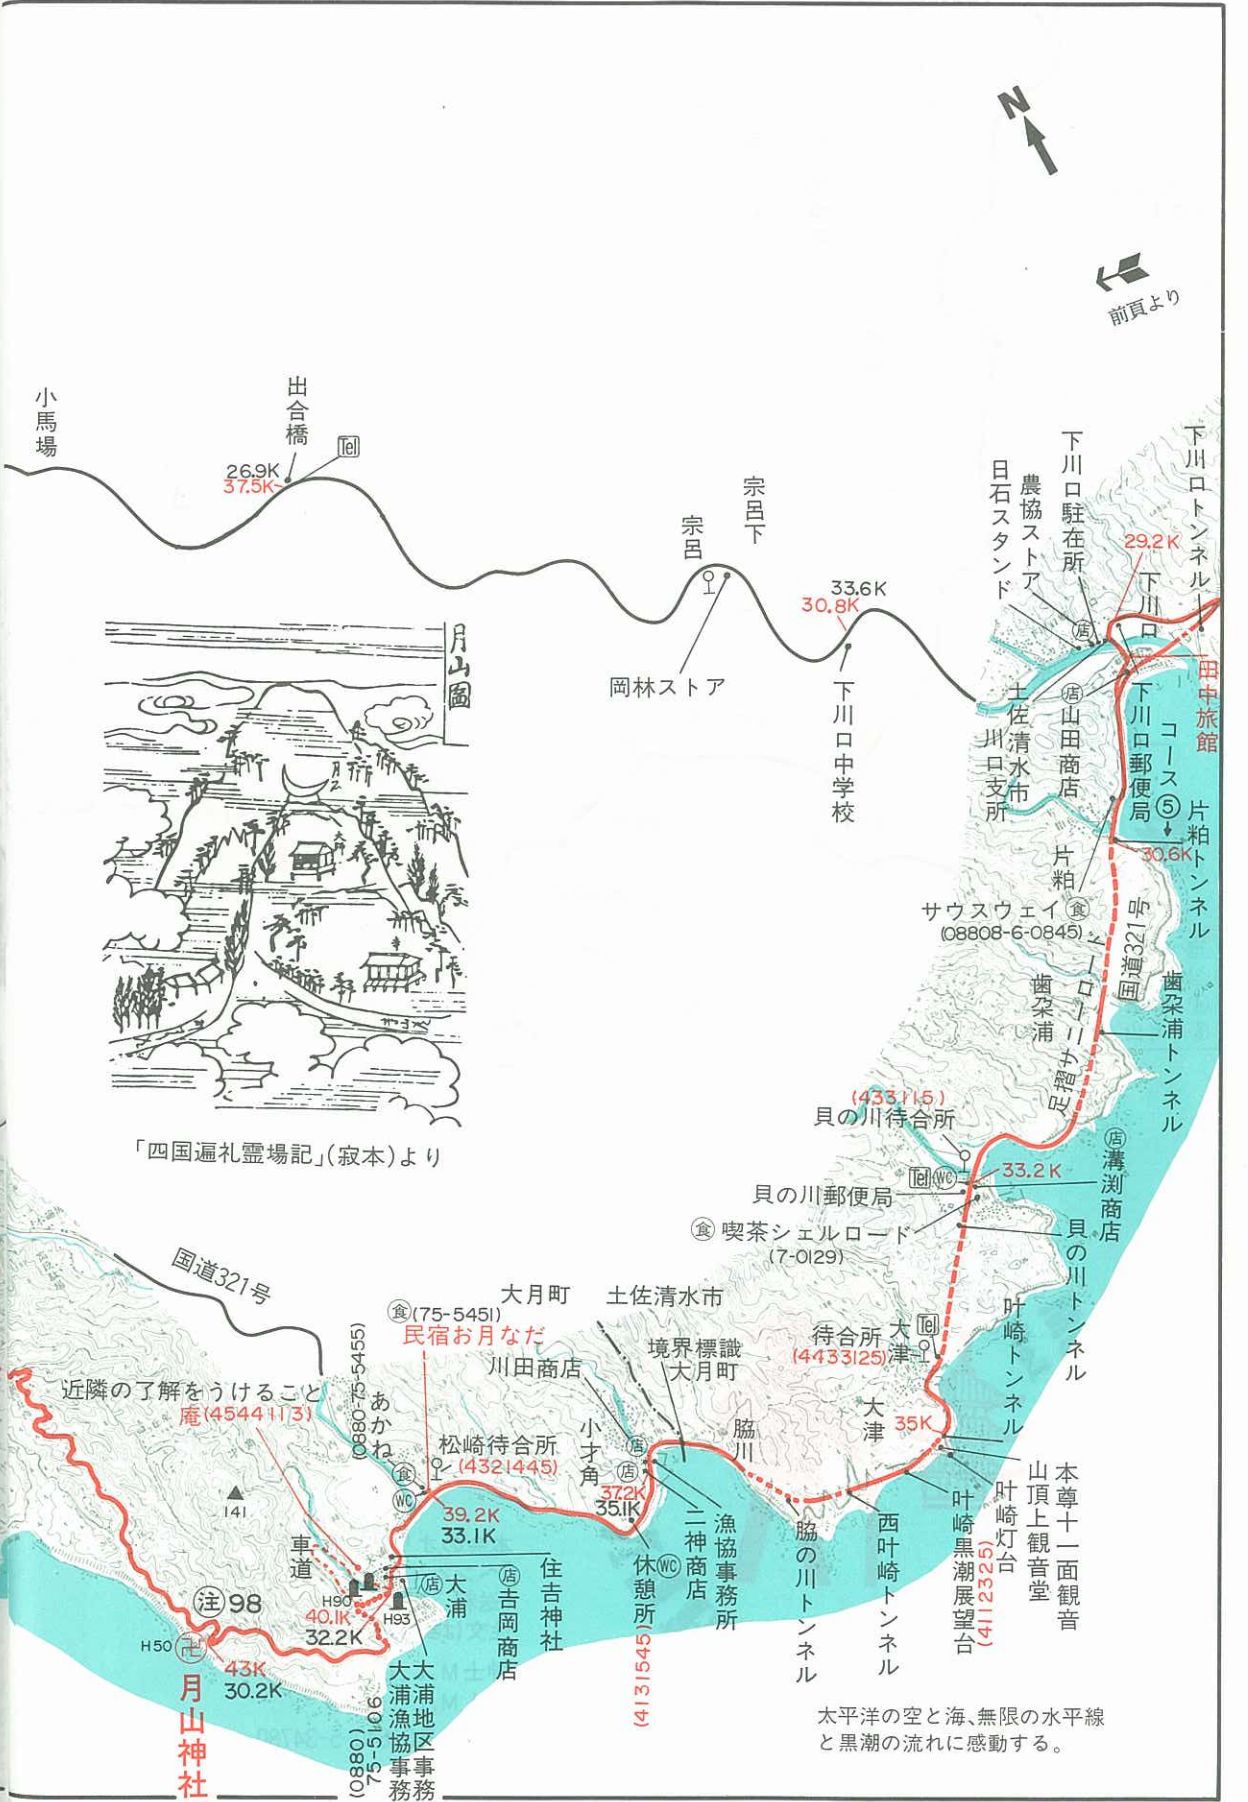 N
前頁より
小馬場
出合橋
Tel
26.9K
37.5K
宗呂
宗呂下
岡林ストア
33.6K
30.8K
下川口中学校
日石スタンド
農協ストア
下川口駐在所
29.2K
下川口
下川口トンネル
店
田中旅館
土佐清水市
川口支所
店山田商店
下川口郵便局
コース⑤
片粕トンネル
30.6K
片粕
サウスウェイ食
(08808-6-0845)
国道321号
足摺サニーロード
歯朶浦
歯朶浦トンネル
(433115)
貝の川待合所
33.2K
店溝渕商店
Tel WC
貝の川郵便局
食喫茶シェルロード
(7-0129)
貝の川トンネル
月山圖
「四国遍礼霊場記」(寂本)より
国道321号
大月町
土佐清水市
境界標識
大月町
待合所
(4433125)
大津
Tel
叶崎トンネル
大津
35K
本尊十一面観音
山頂上観音堂
叶崎灯台
叶崎黒潮展望台
(4112325)
西叶崎トンネル
脇の川トンネル
脇川
食(75-5451)
民宿お月なだ
川田商店
小才角
店
店
37.2K
35.1K
漁協事務所
二神商店
休憩所WC
(4131545)
あかね
(0880-75-5455)
食
WC
松崎待合所
(4321445)
39.2K
33.1K
住吉神社
店吉岡商店
店大浦
近隣の了解をうけること
庵(4544113)
141
車道
H90
H93
40.1K
32.2K
大浦地区事務
大浦漁協事務
(0880)
75-5106
注98
H50
卍
43K
30.2K
月山神社
太平洋の空と海、無限の水平線
と黒潮の流れに感動する。